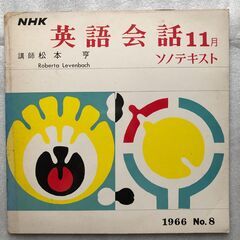 NHK
英語会話11月
講師 松本 亨
Roberta Levenbach
ソノテキスト
1966 No.8